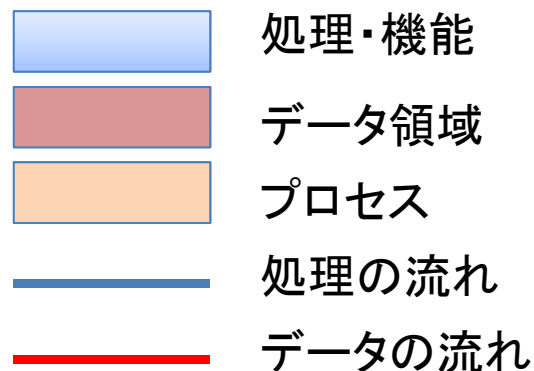 処理・機能
データ領域
プロセス
処理の流れ
データの流れ